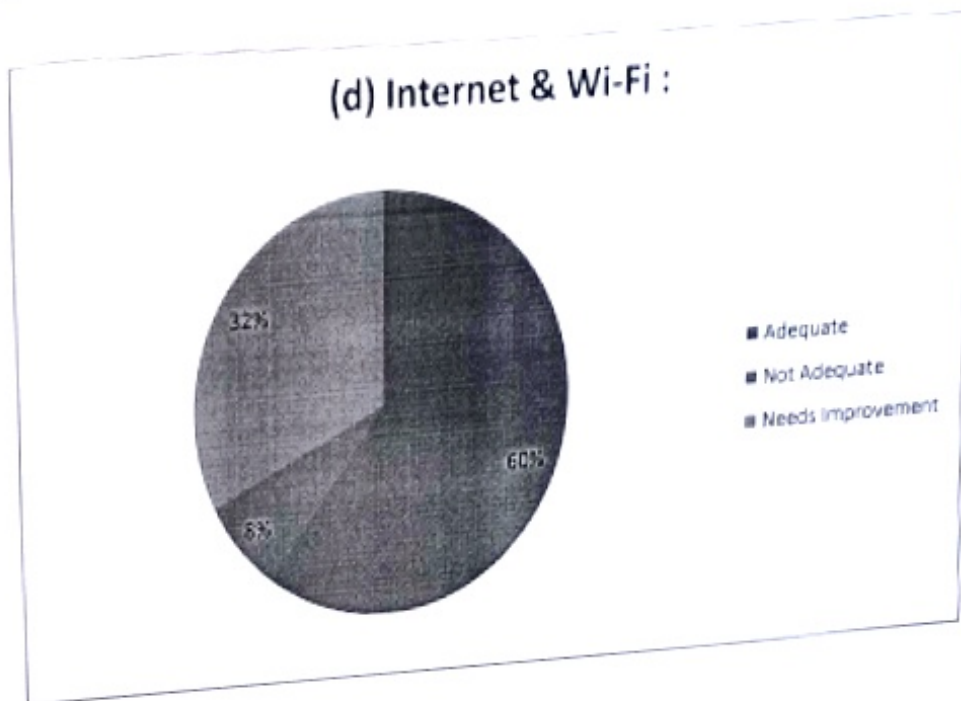 (d) Internet & Wi-Fi :
32%
60%
8%
Adequate
Not Adequate
Needs Improvement